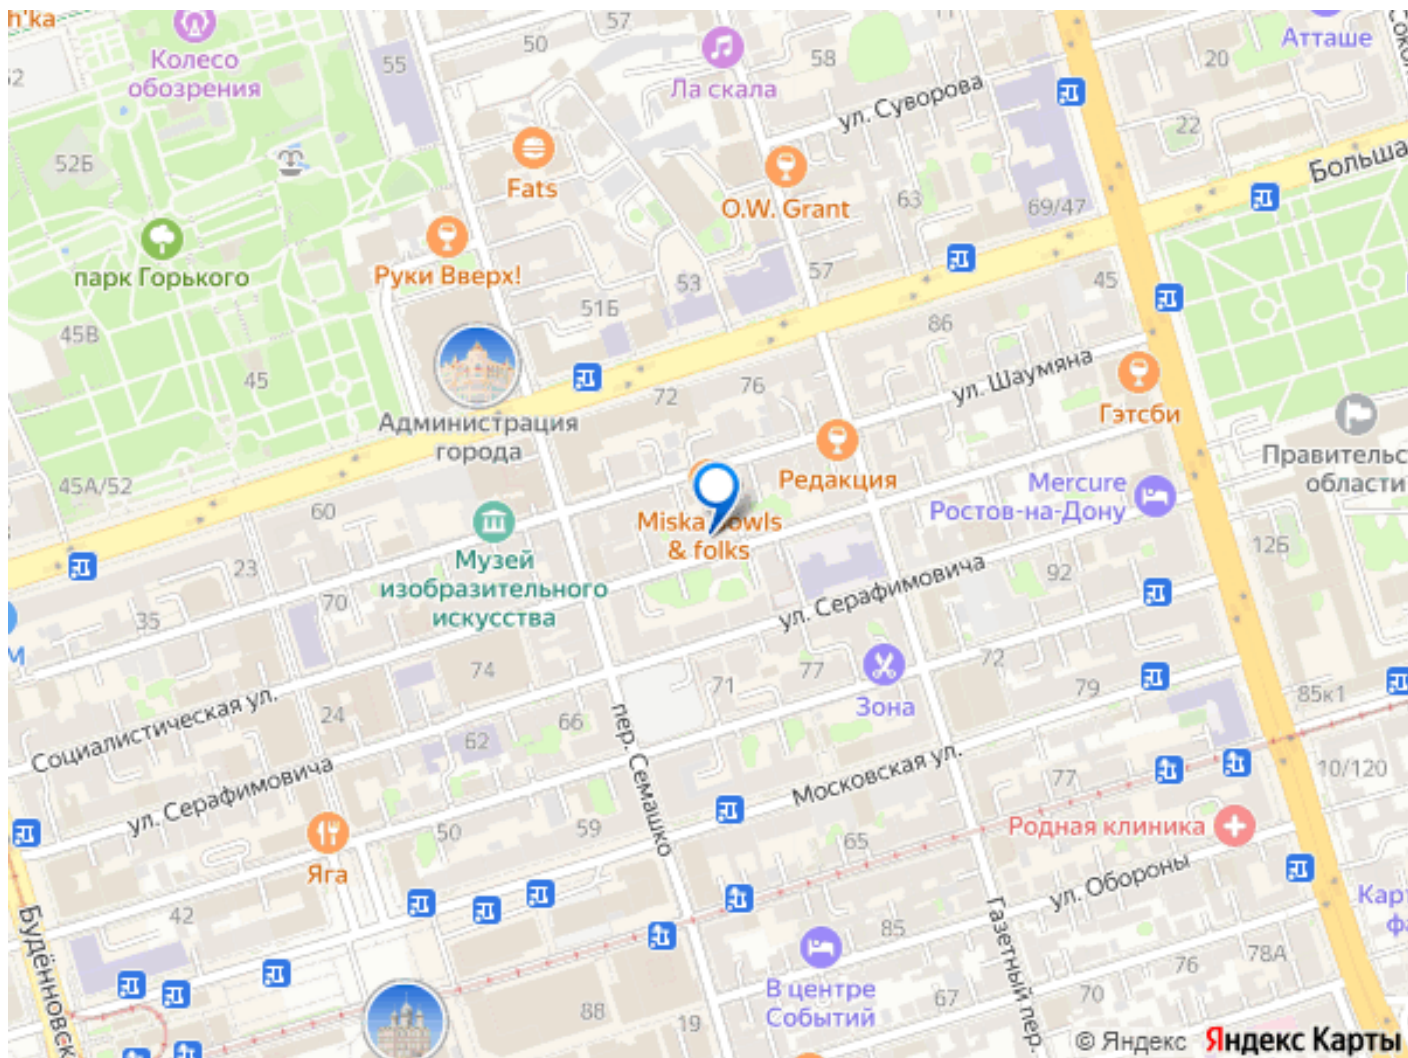 h'ka
57
Атташе
Колесо
обозрения
50
55
Ла скала
58
20
ул. Суворова
22
52Б
Fats
O.W. Grant
63
69/47
Больша
парк Горького
Руки Вверх!
53
57
51Б
45
45В
86
45
72
76
ул. Шаумяна
Гэтсби
Администрация
города
Редакция
Правительс
области
Mercure
Ростов-на-Дону
45А/52
60
Miska
& folks
Музей
изобразительного
искусства
23
70
35
92
12Б
ул. Серафимовича
М
74
71
77
72
79
85к1
Зона
Социалистическая ул.
24
66
62
пер. Семашко
ул. Серафимовича
Московская ул.
77
10/120
Родная клиника
50
59
65
Яга
ул. Обороны
42
85
Газетный пер.
78А
76
Будённовск
В центре
Событий
67
70
88
19
© Яндекс Яндекс Карты